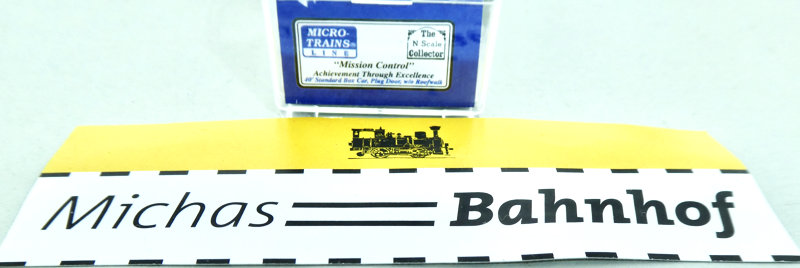 MICRO-
TRAINS®
LINE
The
N Scale
Collector
"Mission Control"
Achievement Through Excellence
40' Standard Box Car, Plug Door, w/o Roofwalk
Michas Bahnhof